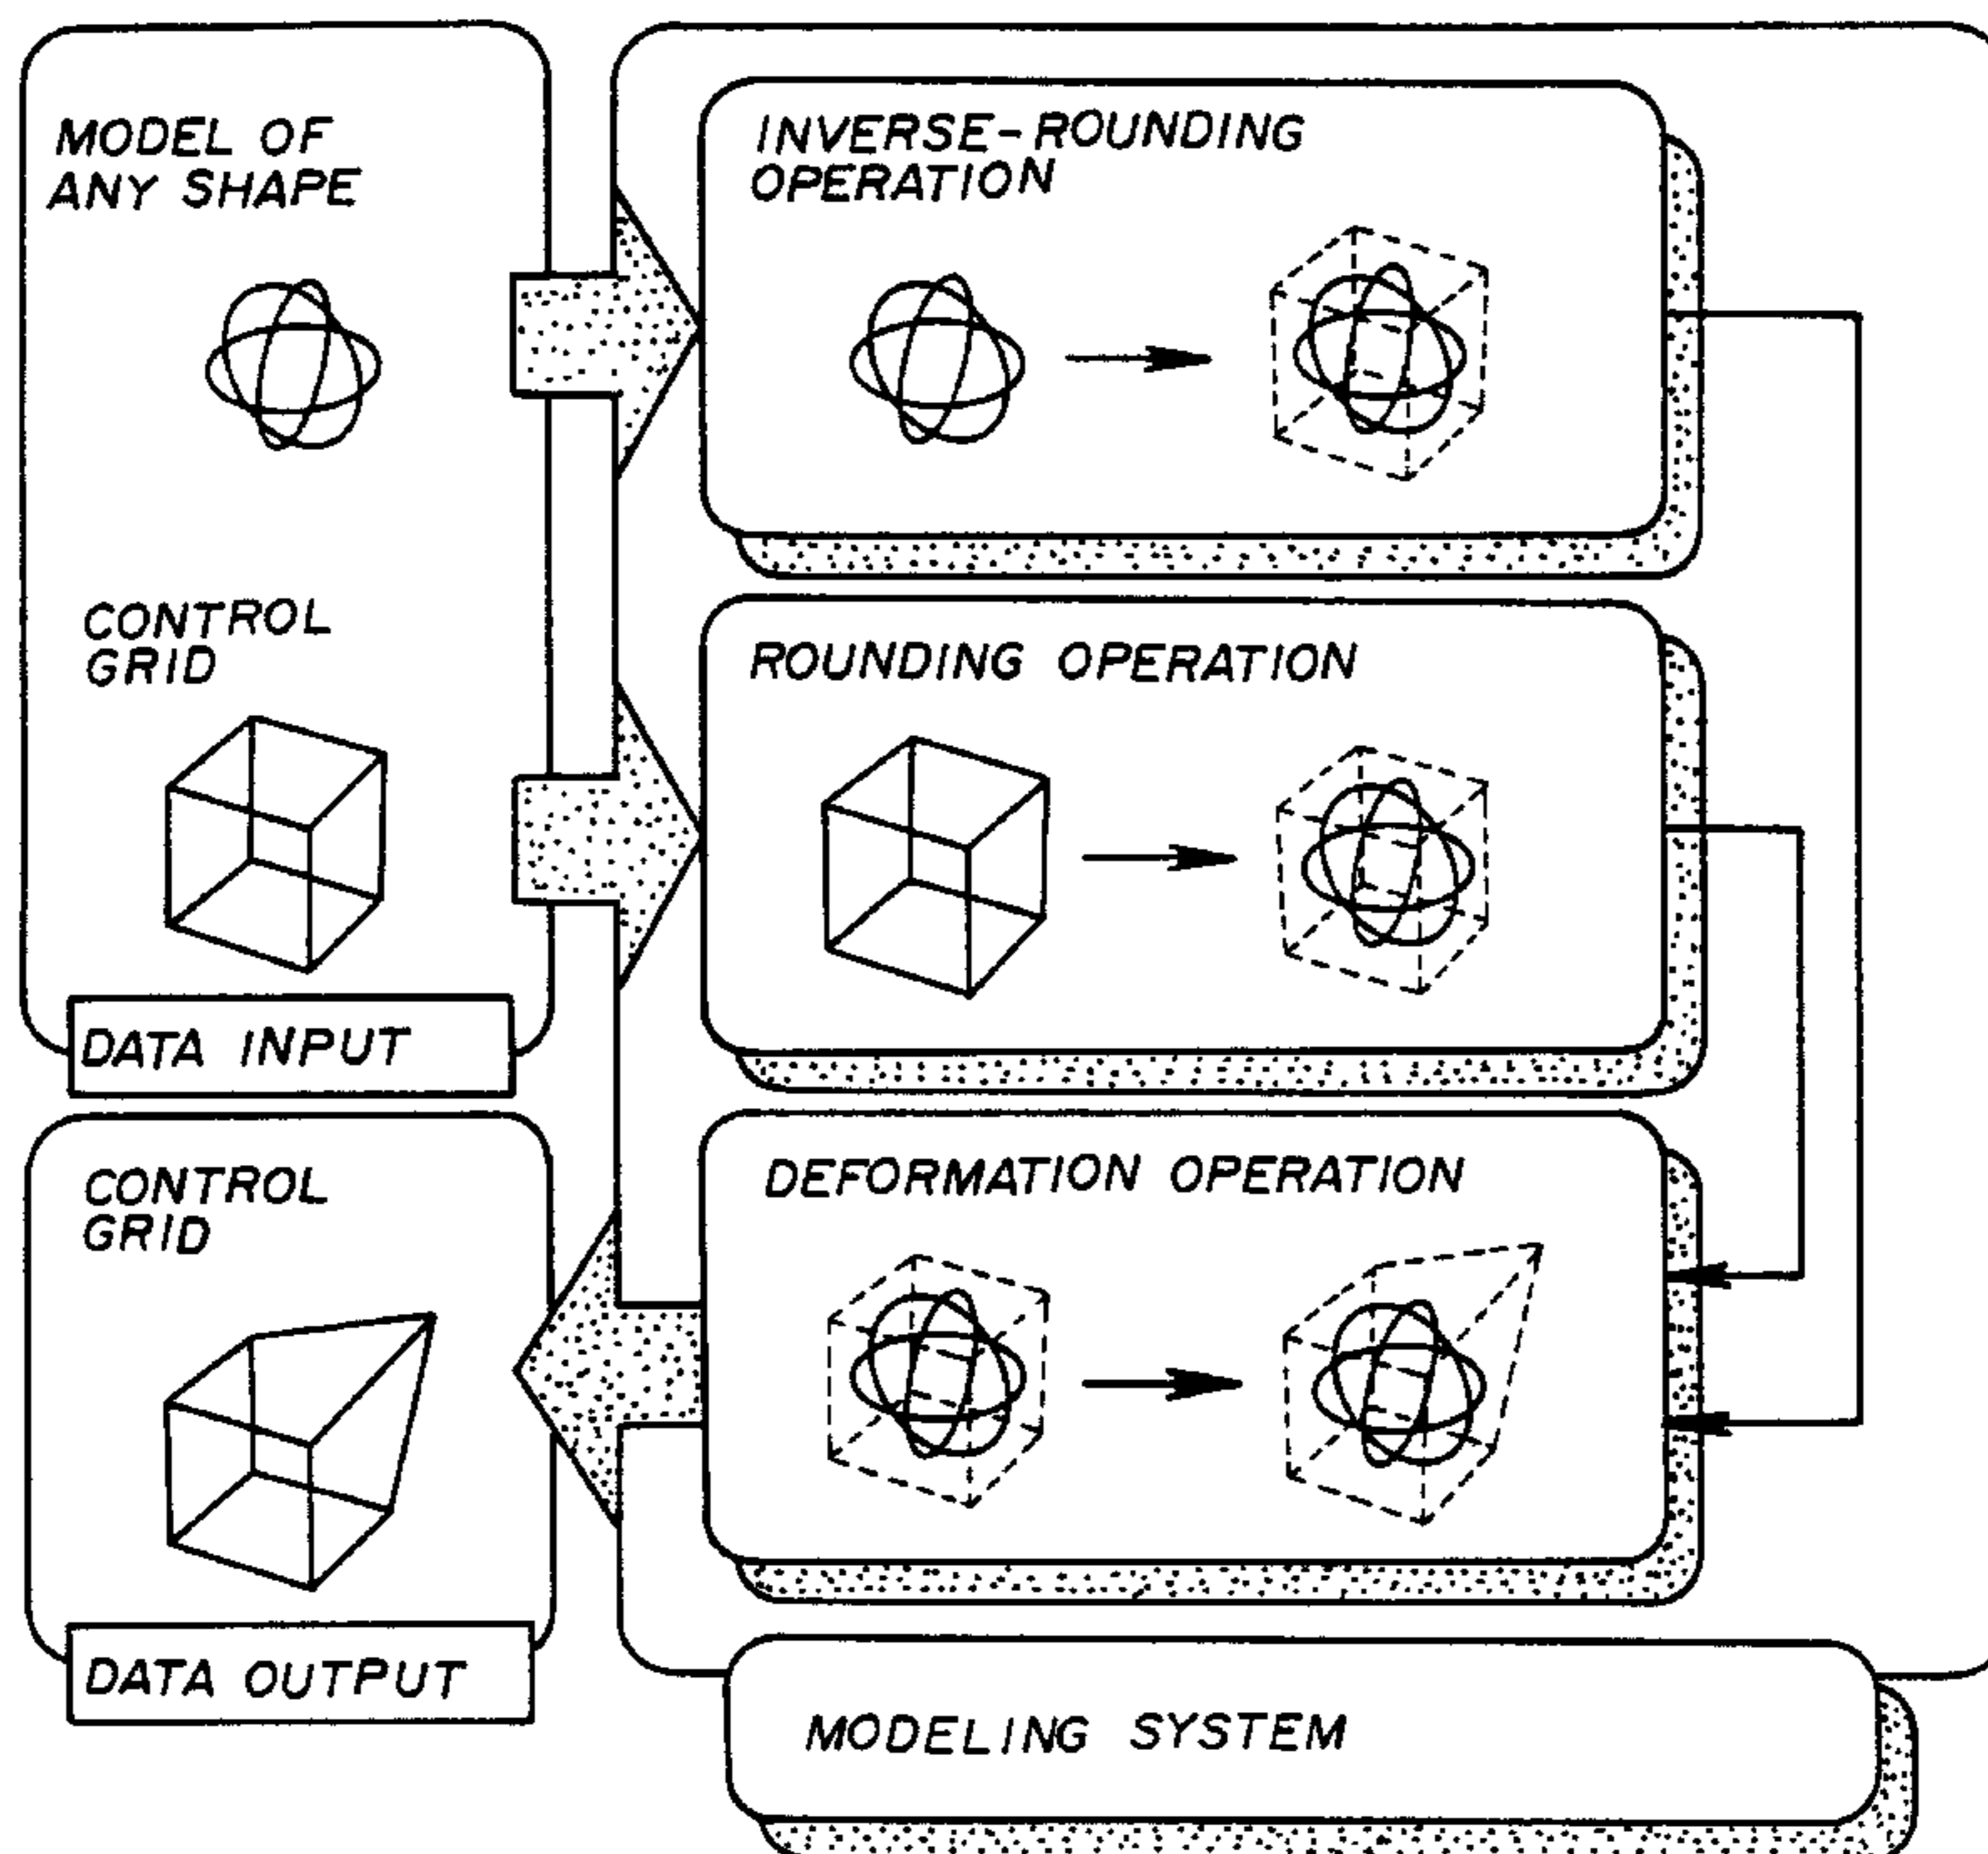 MODEL OF
ANY SHAPE
CONTROL
GRID
DATA INPUT
CONTROL
GRID
DATA OUTPUT
INVERSE-ROUNDING
OPERATION
ROUNDING OPERATION
DEFORMATION OPERATION
MODELING SYSTEM